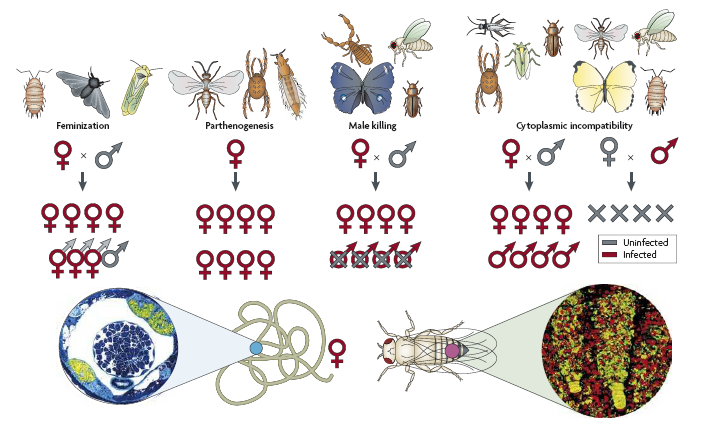 Feminization
Parthenogenesis
Male killing
Cytoplasmic incompatibility
Uninfected
Infected